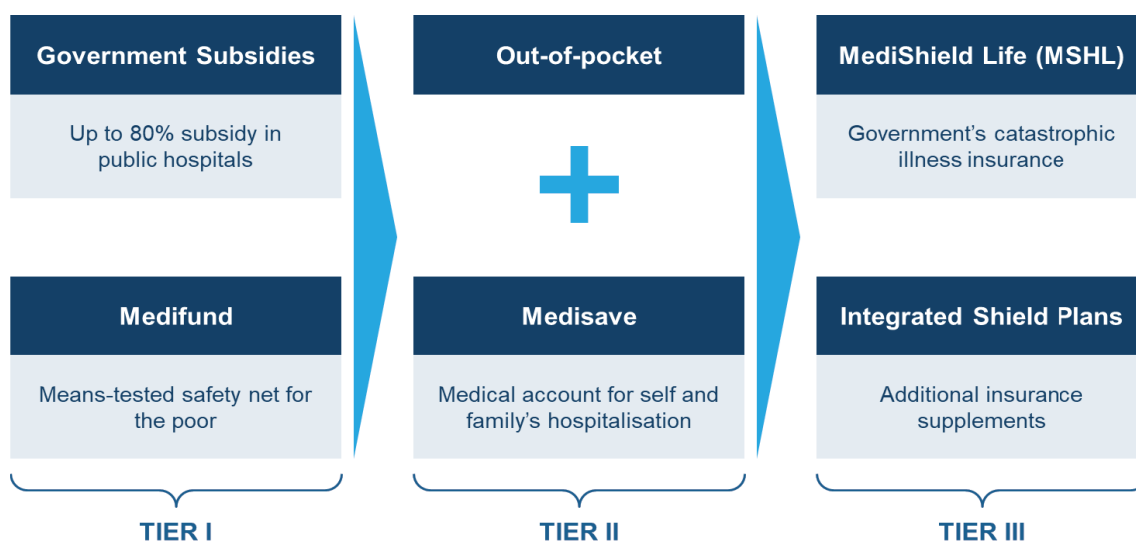 Government Subsidies
Up to 80% subsidy in
public hospitals
Medifund
Means-tested safety net for
the poor
TIER I
Out-of-pocket
Medisave
Medical account for self and
family's hospitalisation
TIER II
MediShield Life (MSHL)
Government's catastrophic
illness insurance
Integrated Shield Plans
Additional insurance
supplements
TIER III